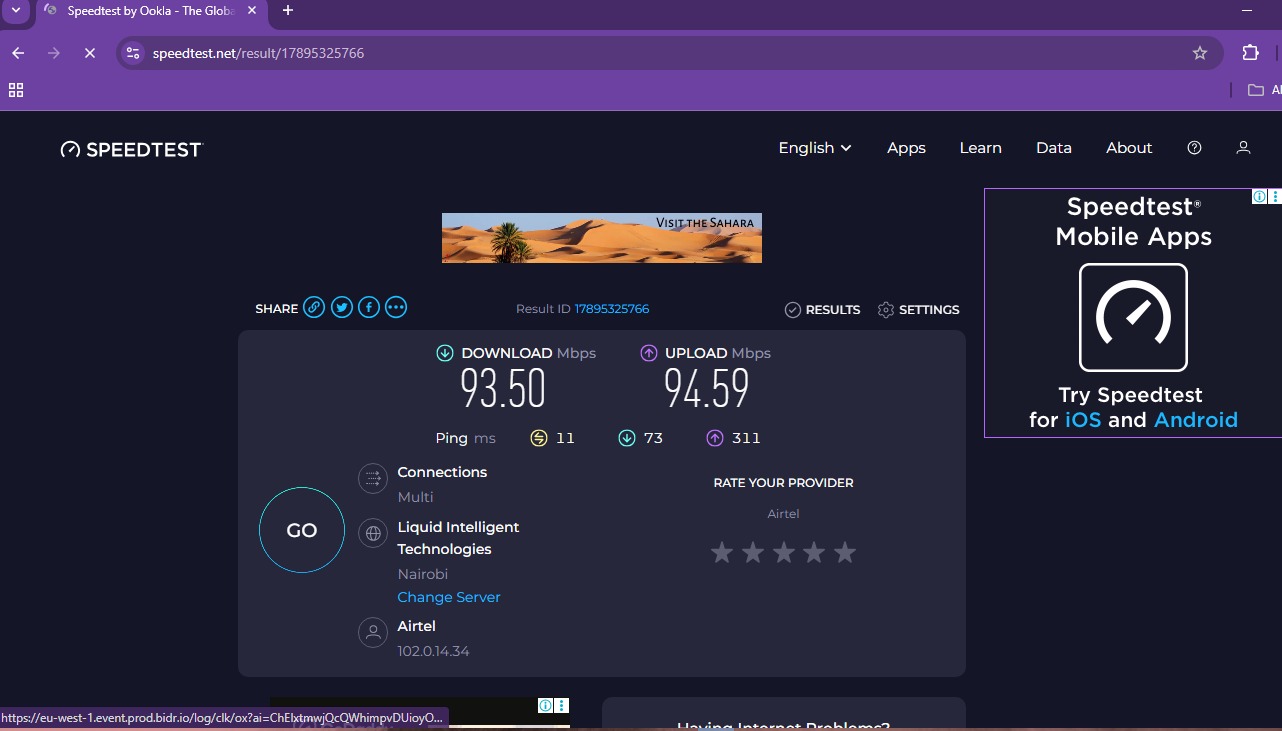 Speedtest by Ookla - The Globa
speedtest.net/result/17895325766
SPEEDTEST
English
Apps
Learn
Data
About
VISIT THE SAHARA
Speedtest®
Mobile Apps
Try Speedtest
for iOS and Android
SHARE
Result ID 17895325766
RESULTS
SETTINGS
DOWNLOAD Mbps
UPLOAD Mbps
93.50
94.59
Ping ms
11
73
311
GO
Connections
Multi
Liquid Intelligent
Technologies
Nairobi
Change Server
Airtel
102.0.14.34
RATE YOUR PROVIDER
Airtel
Having Internet Problems?
https://eu-west-1.event.prod.bidr.io/log/clk/ox?ai=ChElxtmwjQcQWhimpvDUioyO...